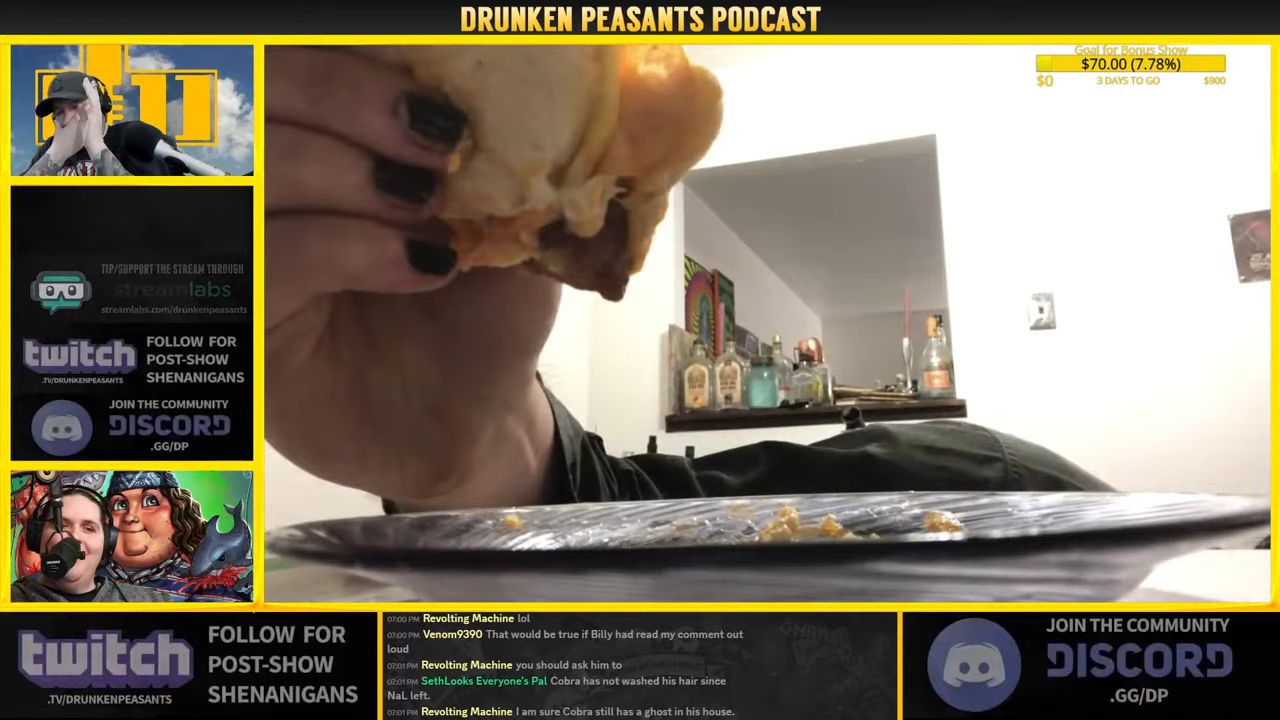 DRUNKEN PEASANTS PODCAST
Goal for Bonus Show
$70.00 (7.78%)
$0
3 DAYS TO GO
$900
TIP/SUPPORT THE STREAM THROUGH
streamlabs
streamlabs.com/drunkenpeasants
twitch
.TV/DRUNKENPEASANTS
FOLLOW FOR
POST-SHOW
SHENANIGANS
JOIN THE COMMUNITY
DISCORD
.GG/DP
twitch
.TV/DRUNKENPEASANTS
FOLLOW FOR
POST-SHOW
SHENANIGANS
07:00 PM Revolting Machine lol
07:00 PM Venom9390 That would be true if Billy had read my comment out
loud
07:01 PM Revolting Machine you should ask him to
07:01 PM SethLooks Everyone's Pal Cobra has not washed his hair since
NaL left.
07:01 PM Revolting Machine I am sure Cobra still has a ghost in his house.
JOIN THE COMMUNITY
DISCORD
.GG/DP